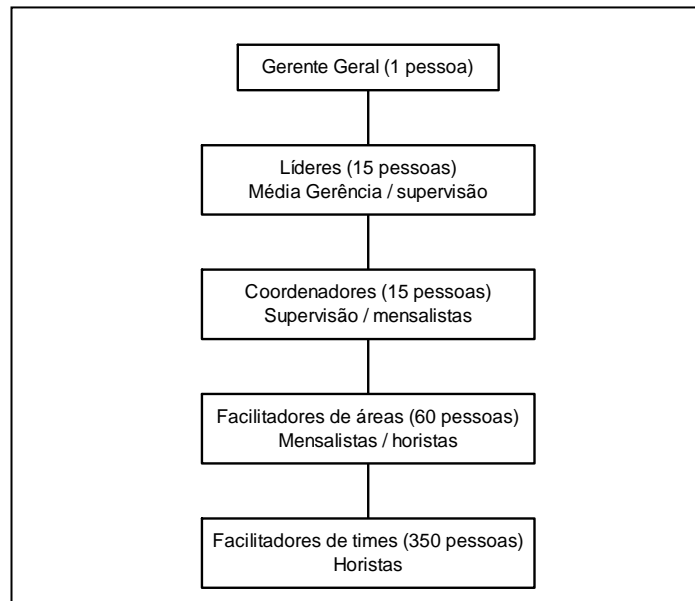 Gerente Geral (1 pessoa)
Líderes (15 pessoas)
Média Gerência / supervisão
Coordenadores (15 pessoas)
Supervisão / mensalistas
Facilitadores de áreas (60 pessoas)
Mensalistas / horistas
Facilitadores de times (350 pessoas)
Horistas